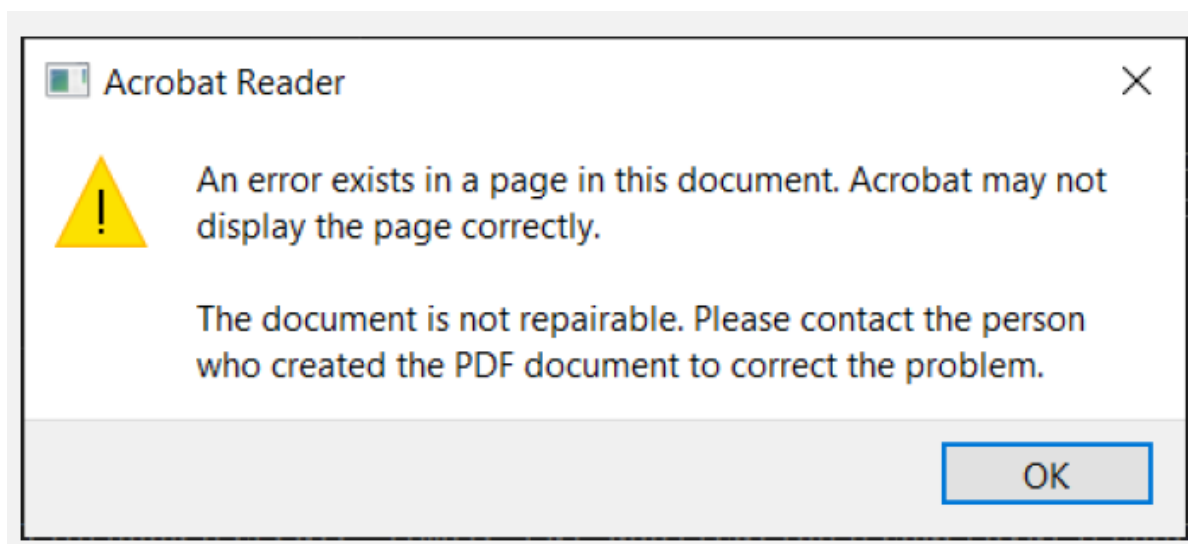 Acrobat Reader
An error exists in a page in this document. Acrobat may not
display the page correctly.
The document is not repairable. Please contact the person
who created the PDF document to correct the problem.
OK